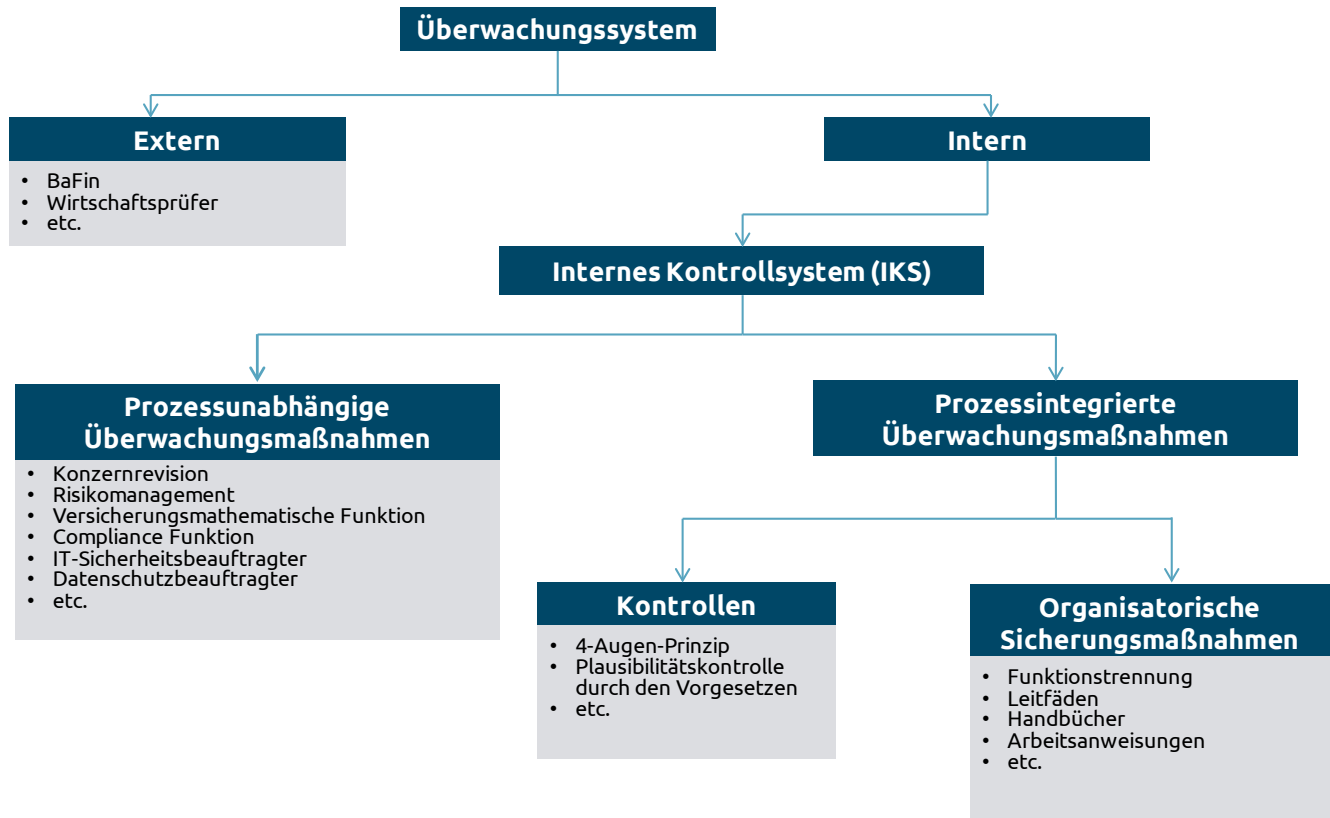 Überwachungssystem
Extern
• BaFin
• Wirtschaftsprüfer
• etc.
Intern
Internes Kontrollsystem (IKS)
Prozessunabhängige
Überwachungsmaßnahmen
• Konzernrevision
• Risikomanagement
• Versicherungsmathematische Funktion
• Compliance Funktion
• IT-Sicherheitsbeauftragter
• Datenschutzbeauftragter
• etc.
Prozessintegrierte
Überwachungsmaßnahmen
Kontrollen
• 4-Augen-Prinzip
• Plausibilitätskontrolle
durch den Vorgesetzen
• etc.
Organisatorische
Sicherungsmaßnahmen
• Funktionstrennung
• Leitfäden
• Handbücher
• Arbeitsanweisungen
• etc.